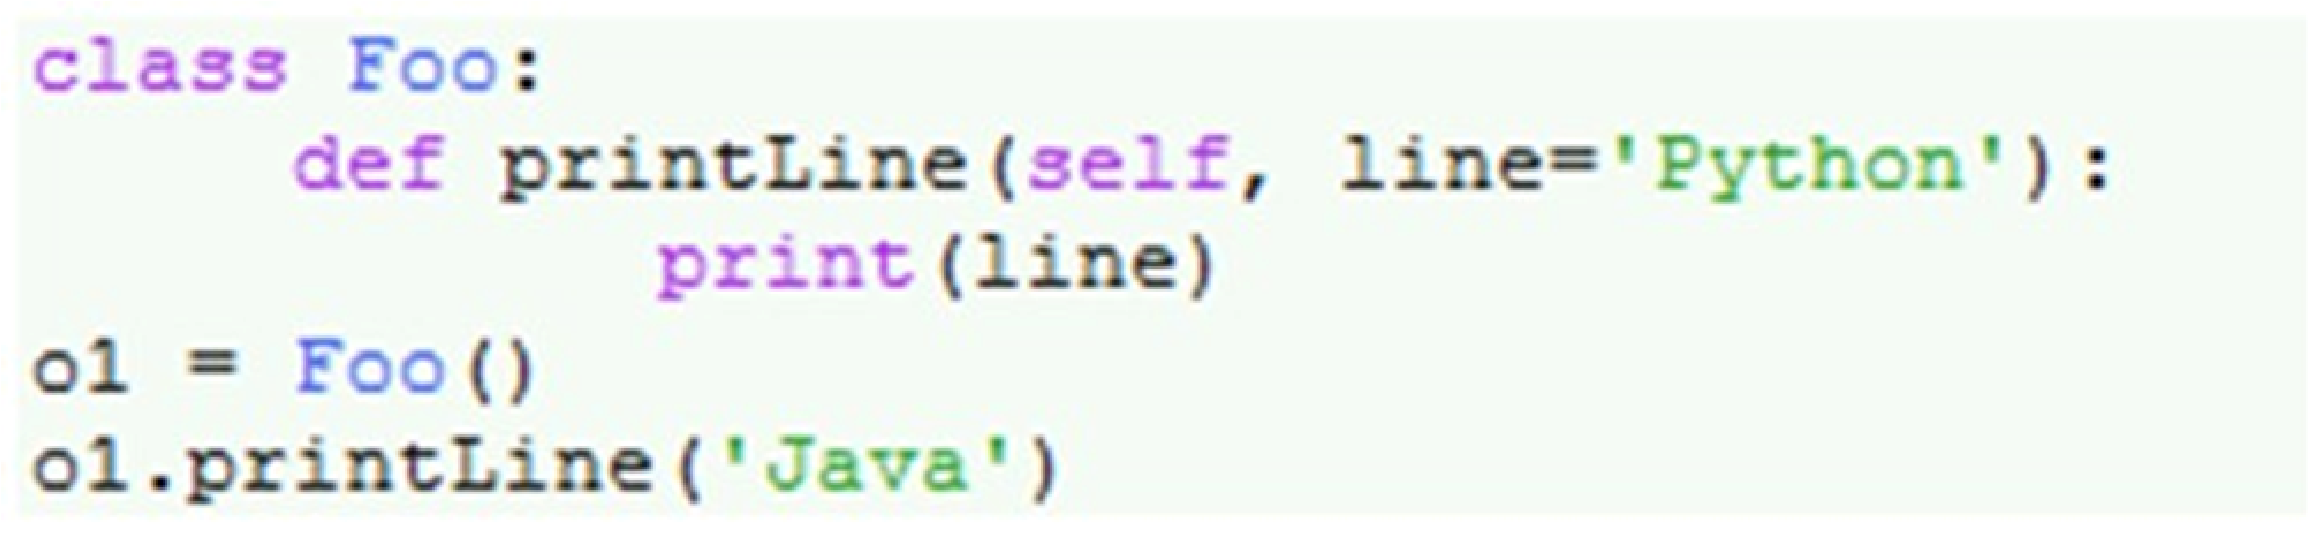 class Foo:
    def printLine(self, line='Python'):
            print(line)
o1 = Foo()
o1.printLine('Java')